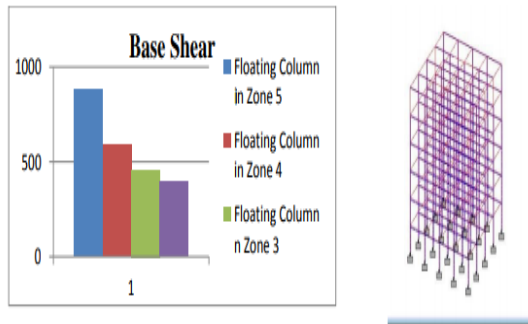 Base Shear
1000
500
0
1
Floating Column
in Zone 5
Floating Column
in Zone 4
Floating Column
n Zone 3